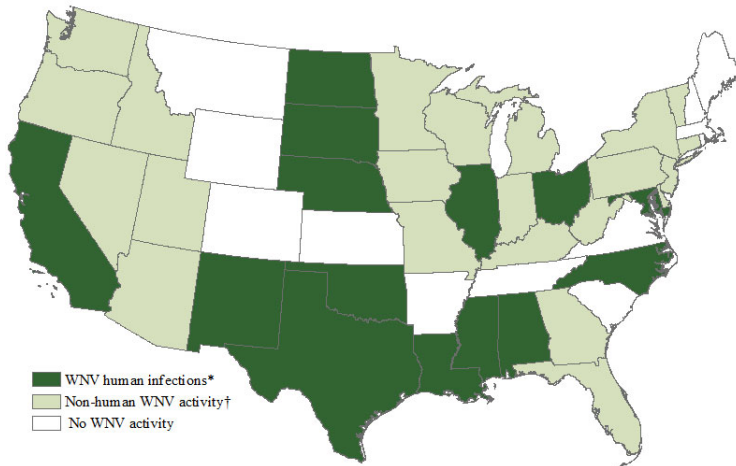 WNV human infections*
Non-human WNV activity†
No WNV activity